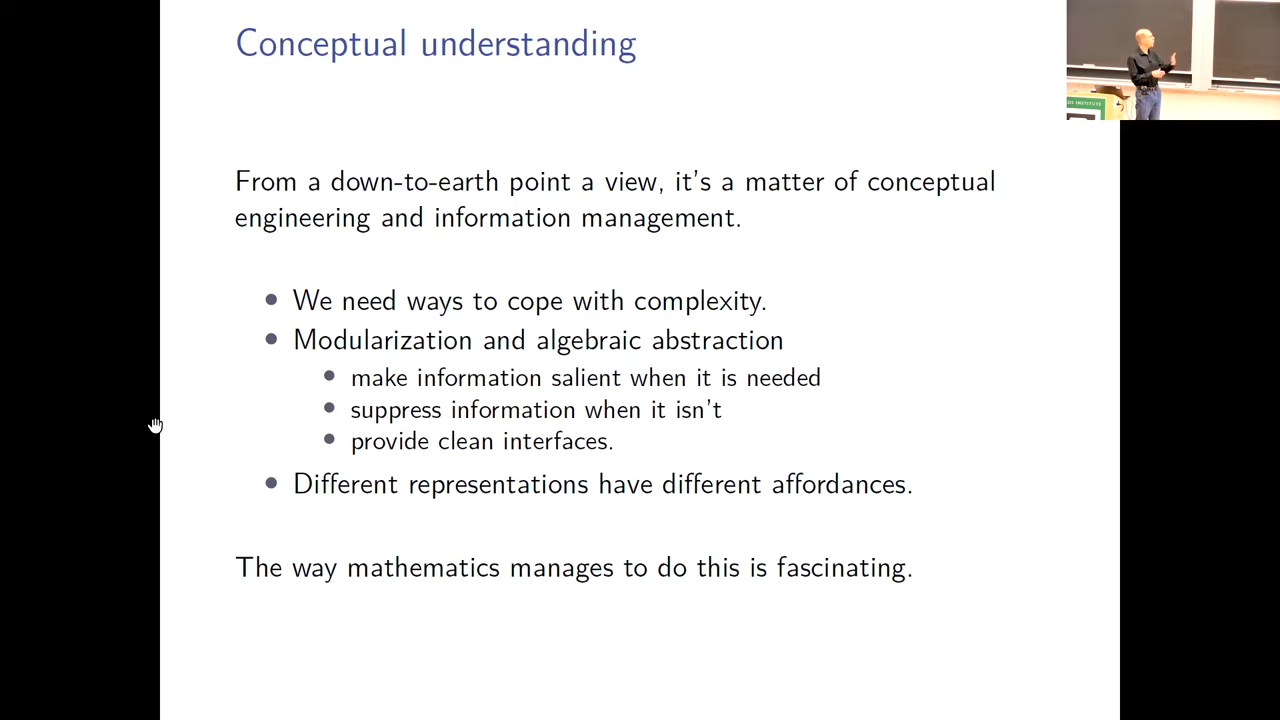 Conceptual understanding
From a down-to-earth point a view, it's a matter of conceptual
engineering and information management.
• We need ways to cope with complexity.
• Modularization and algebraic abstraction
• make information salient when it is needed
• suppress information when it isn't
• provide clean interfaces.
• Different representations have different affordances.
The way mathematics manages to do this is fascinating.
INSTITUTE